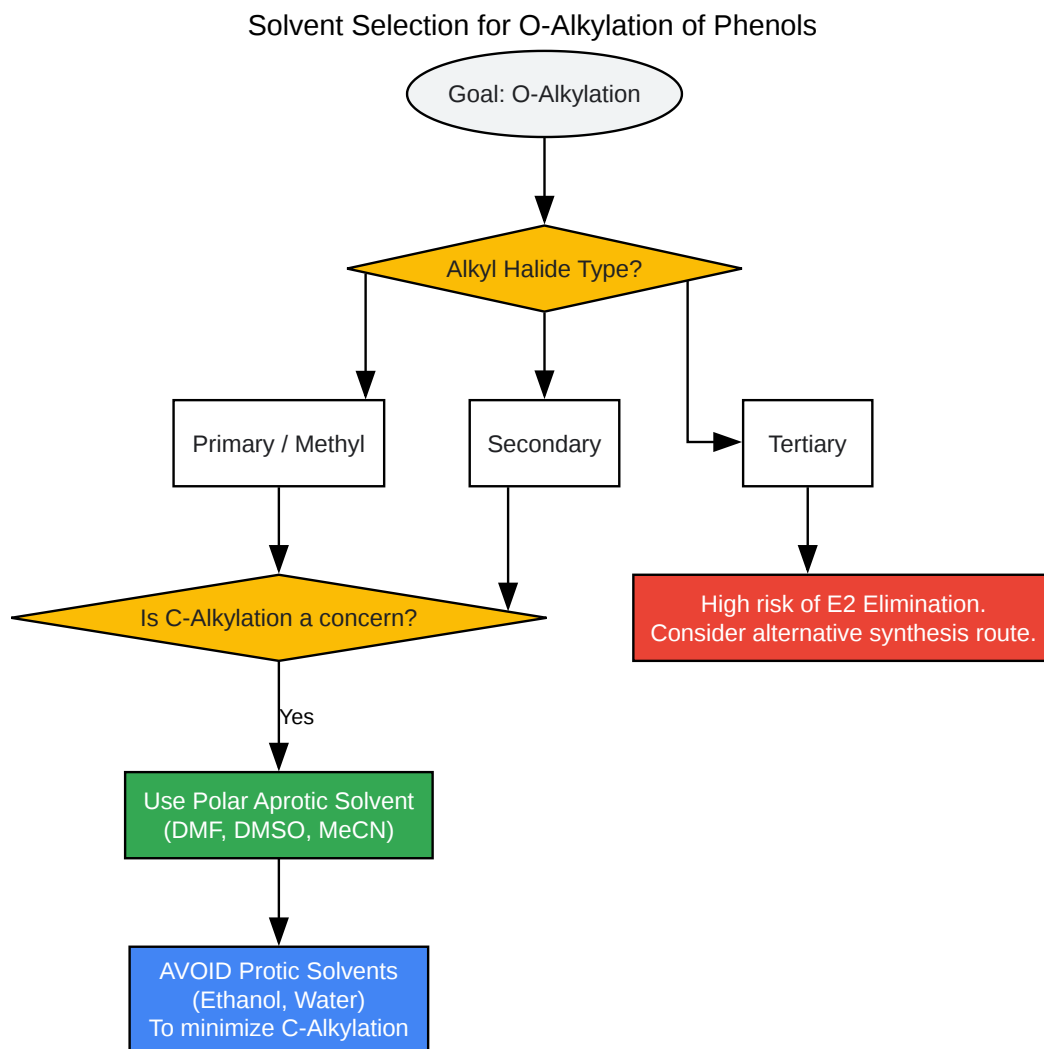 Solvent Selection for O-Alkylation of Phenols
Goal: O-Alkylation
Alkyl Halide Type?
Primary / Methyl
Secondary
Tertiary
Is C-Alkylation a concern?
High risk of E2 Elimination.
Consider alternative synthesis route.
Yes
Use Polar Aprotic Solvent
(DMF, DMSO, MeCN)
AVOID Protic Solvents
(Ethanol, Water)
To minimize C-Alkylation